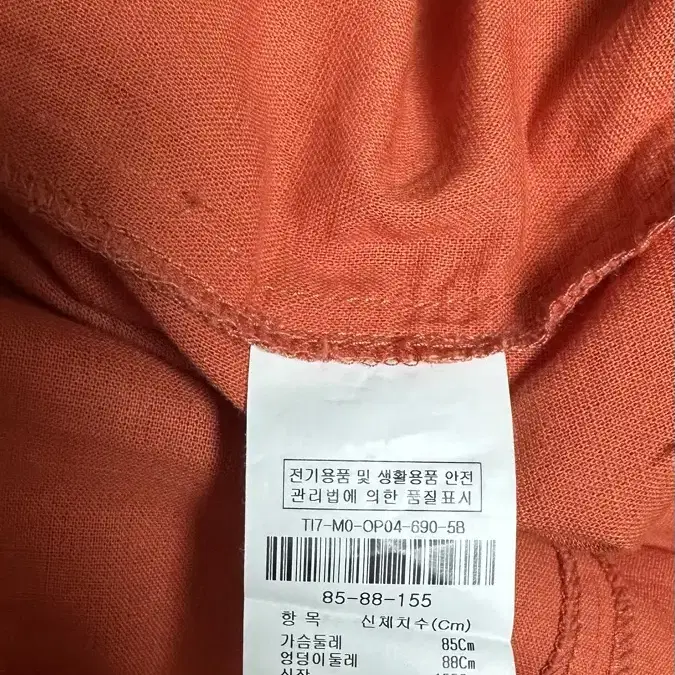 전기용품 및 생활용품 안전
관리법에 의한 품질표시
TI7-M0-OP04-690-5B
85-88-155
항 목 신체치수(Cm)
가슴둘레 85Cm
엉덩이둘레 88Cm